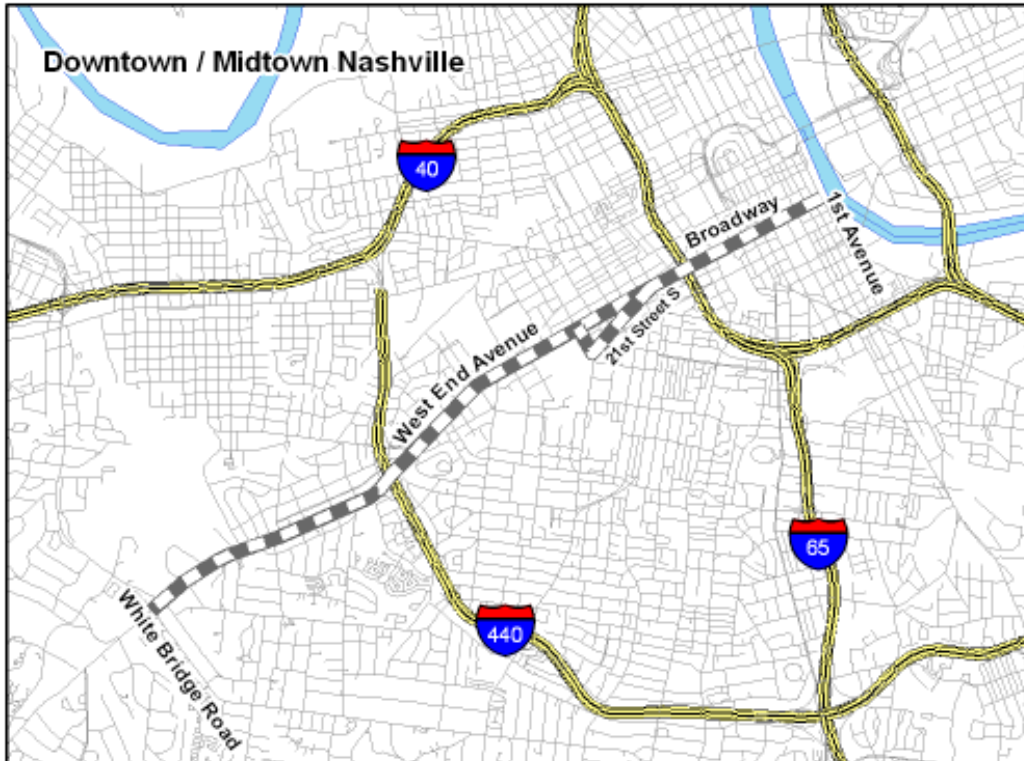 Downtown / Midtown Nashville
40
Broadway
1st Avenue
21st Street S
West End Avenue
65
440
White Bridge Road